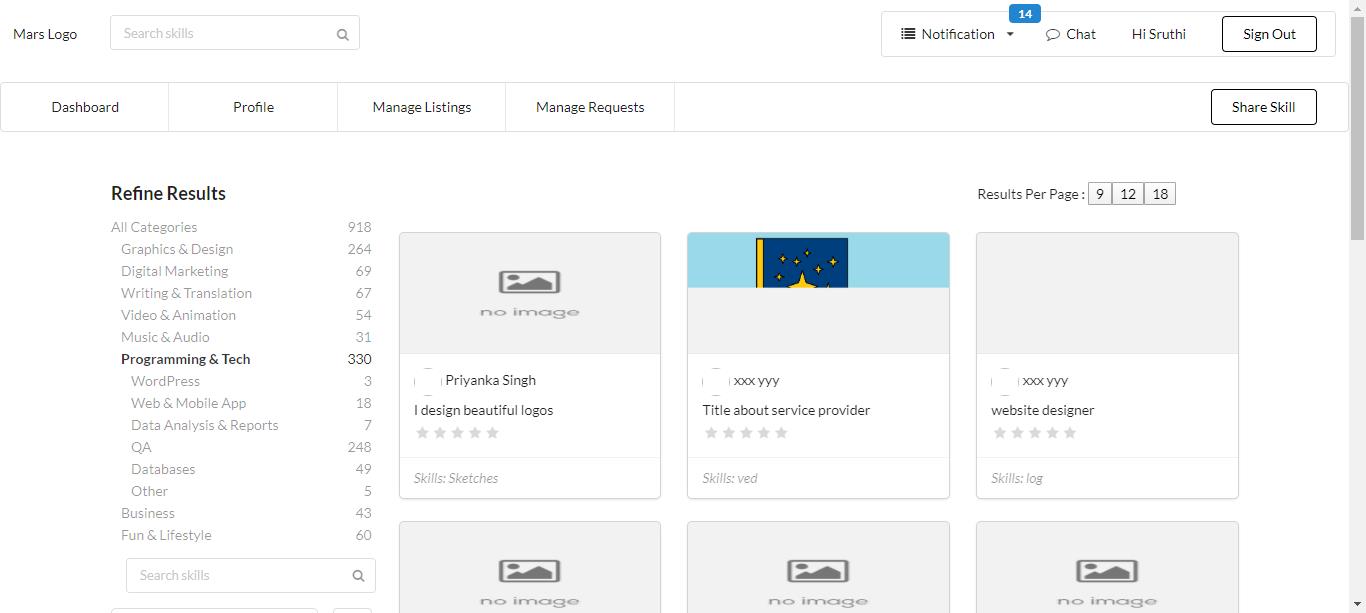 14
Mars Logo
Search skills
Notification
Chat
Hi Sruthi
Sign Out
Dashboard
Profile
Manage Listings
Manage Requests
Share Skill
Refine Results
Results Per Page : 9 12 18
All Categories 918
Graphics & Design 264
Digital Marketing 69
Writing & Translation 67
Video & Animation 54
Music & Audio 31
Programming & Tech 330
WordPress 3
Web & Mobile App 18
Data Analysis & Reports 7
QA 248
Databases 49
Other 5
Business 43
Fun & Lifestyle 60
Search skills
no image
Priyanka Singh
I design beautiful logos
Skills: Sketches
xxx yyy
Title about service provider
Skills: ved
xxx yyy
website designer
Skills: log
no image
no image
no image